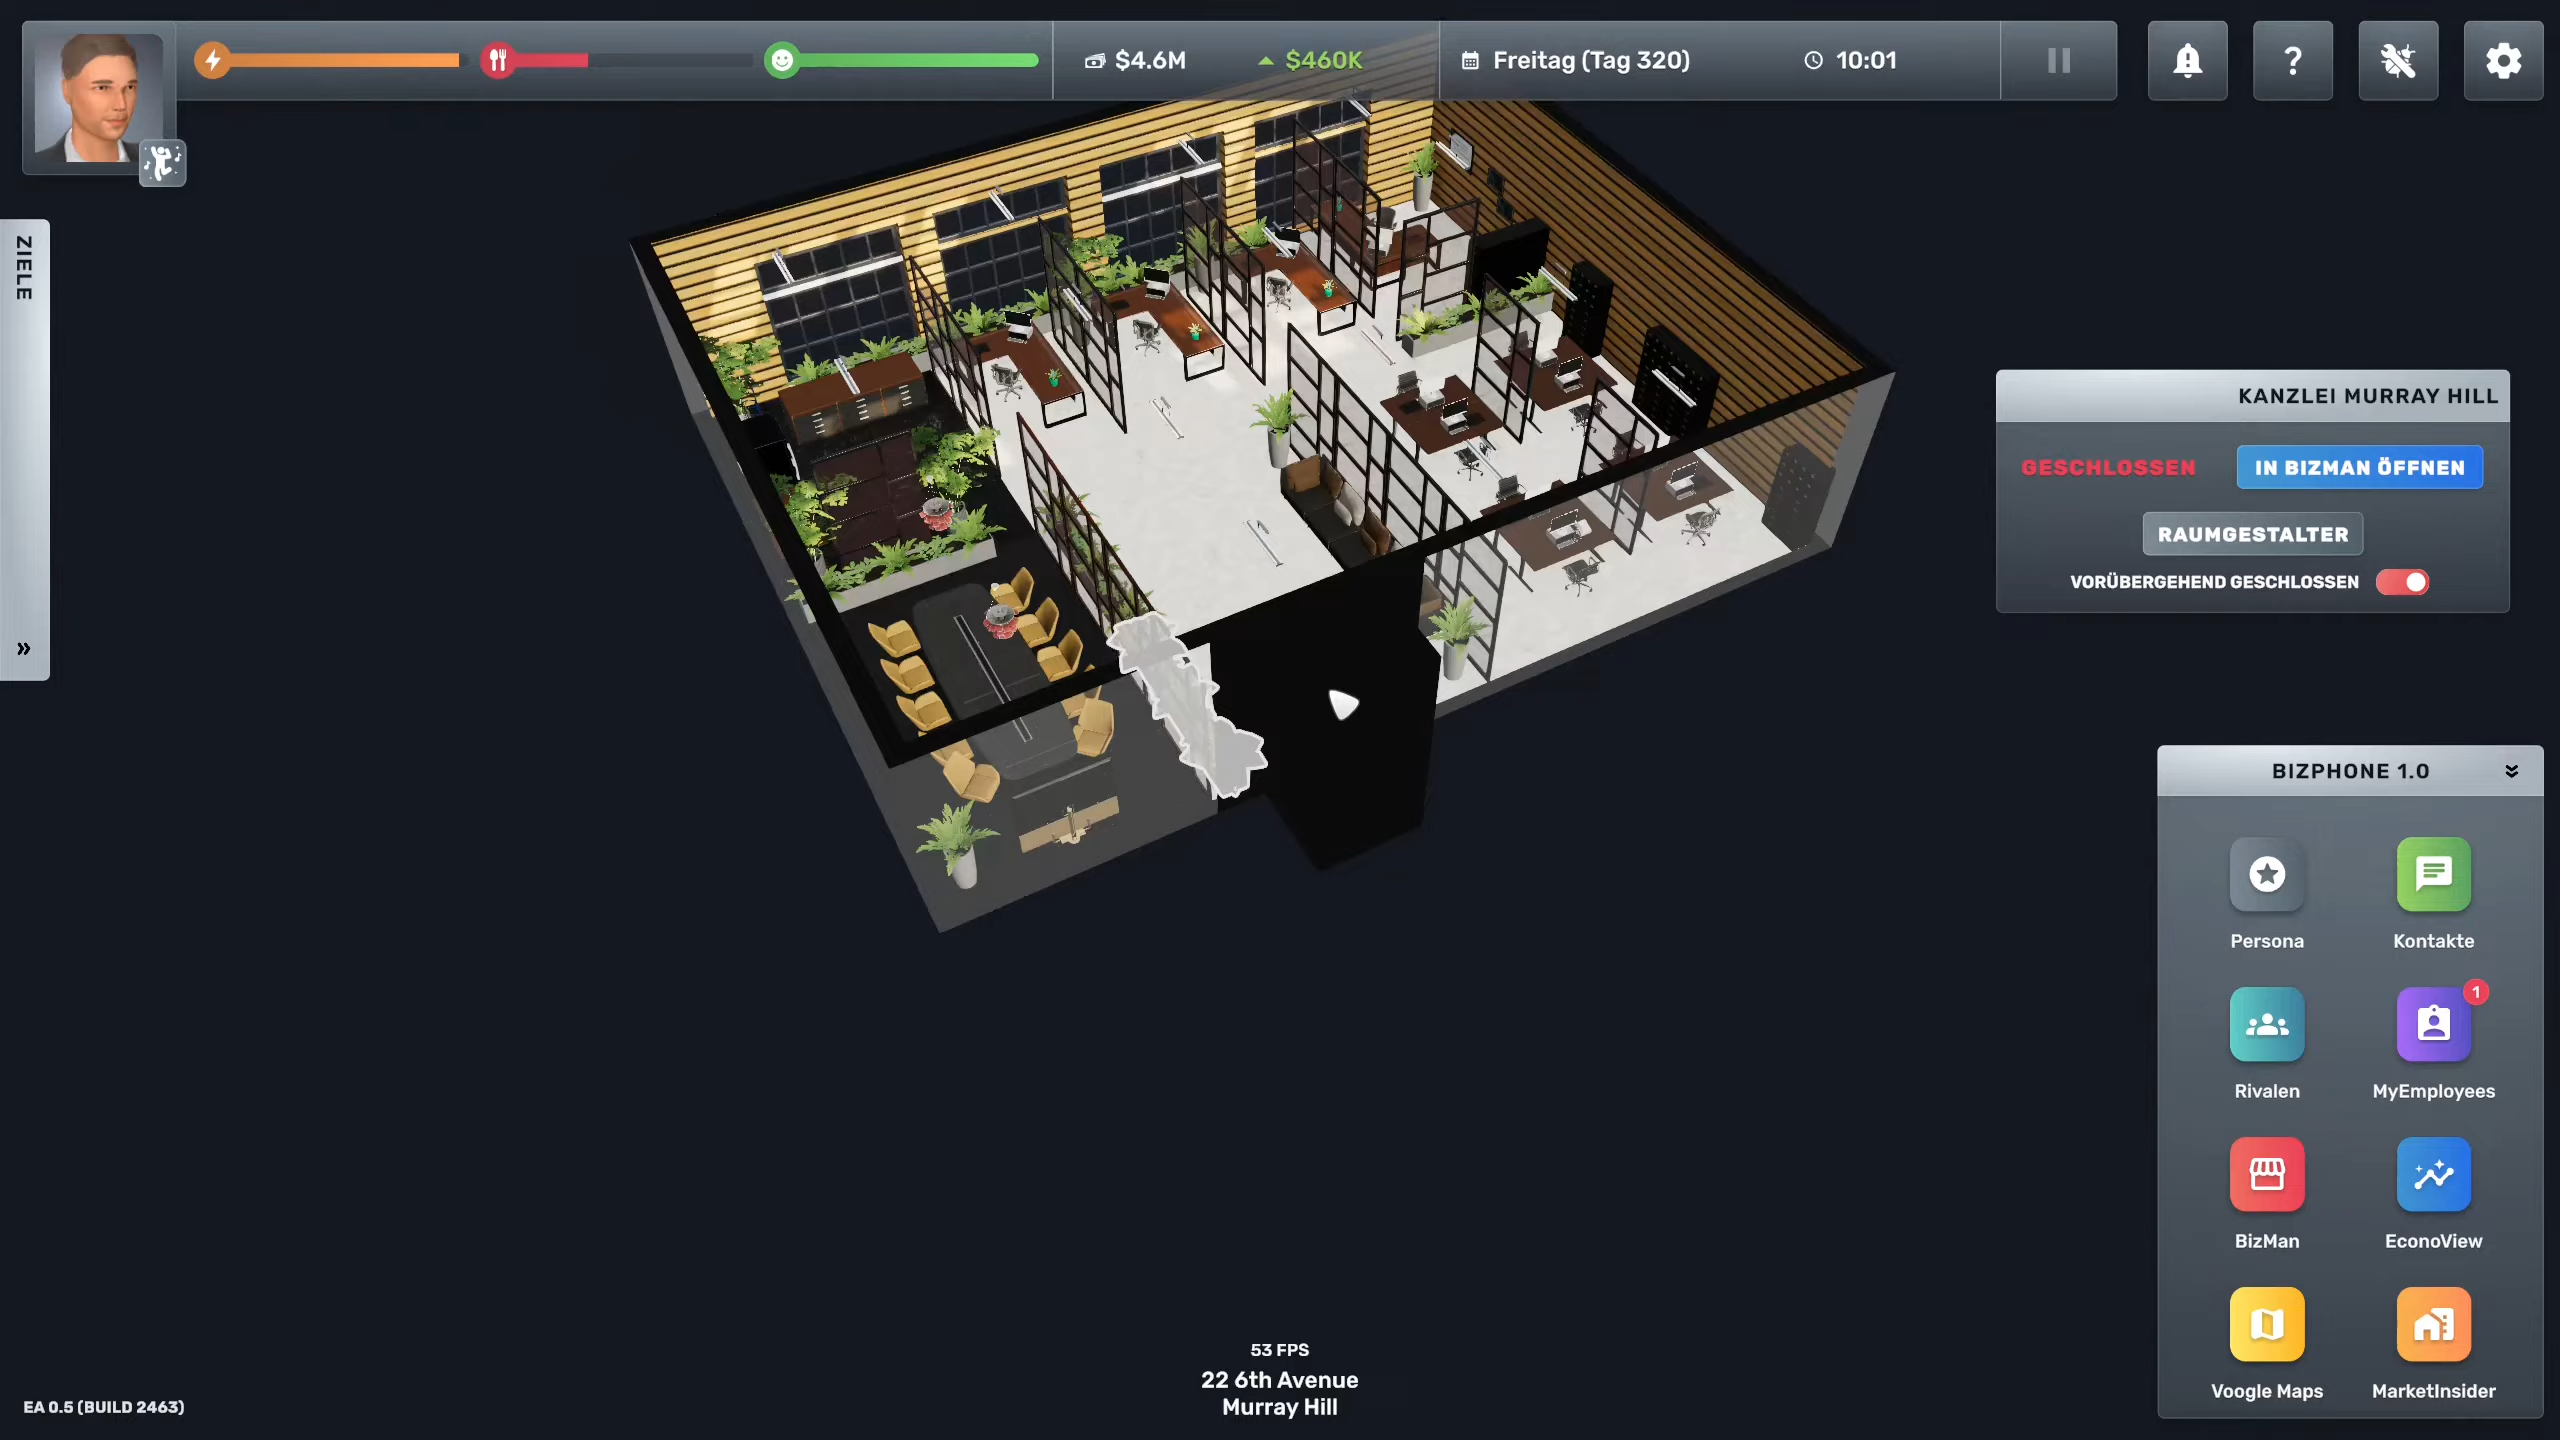 $4.6M
$460K
Freitag (Tag 320)
10:01
?
ZIELE
KANZLEI MURRAY HILL
GESCHLOSSEN
IN BIZMAN ÖFFNEN
RAUMGESTALTER
VORÜBERGEHEND GESCHLOSSEN
BIZPHONE 1.0
Persona
Kontakte
1
Rivalen
MyEmployees
BizMan
EconoView
Voogle Maps
MarketInsider
53 FPS
22 6th Avenue
Murray Hill
EA 0.5 (BUILD 2463)